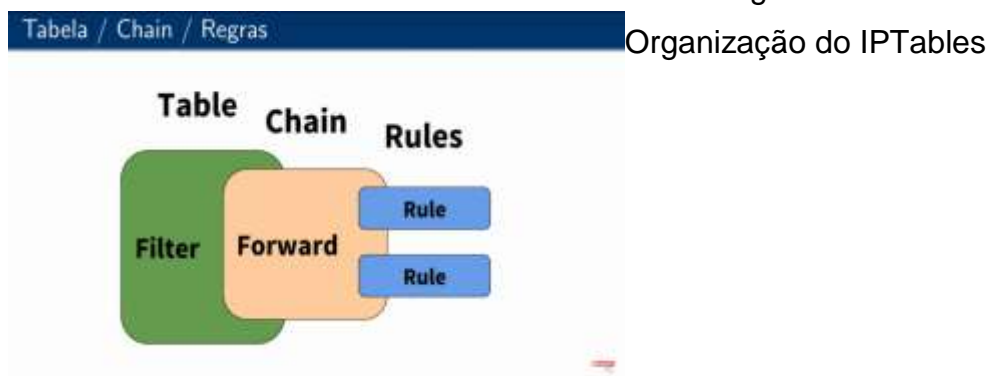 Tabela / Chain / Regras
Organização do IPTables
Table
Chain
Rules
Filter
Forward
Rule
Rule